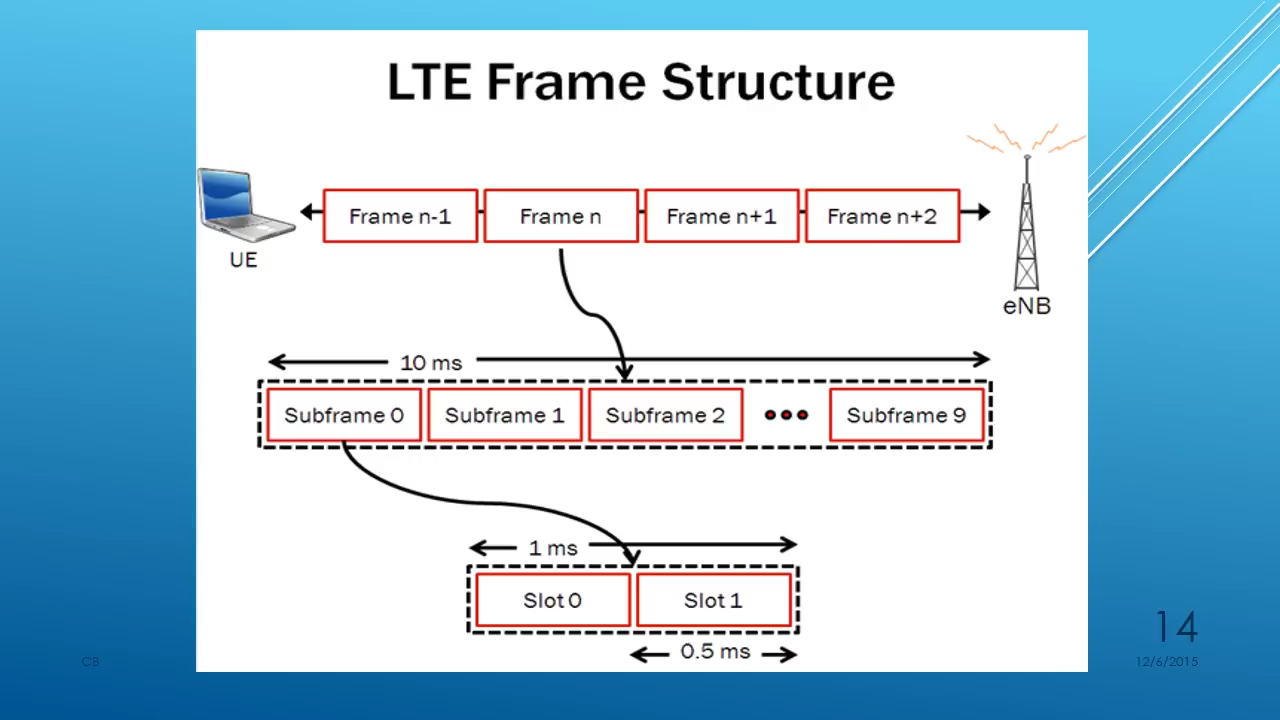 LTE Frame Structure
Frame n-1 Frame n Frame n+1 Frame n+2
UE
eNB
10 ms
Subframe 0 Subframe 1 Subframe 2 Subframe 9
1 ms
Slot 0 Slot 1
0.5 ms
14
CB 12/6/2015